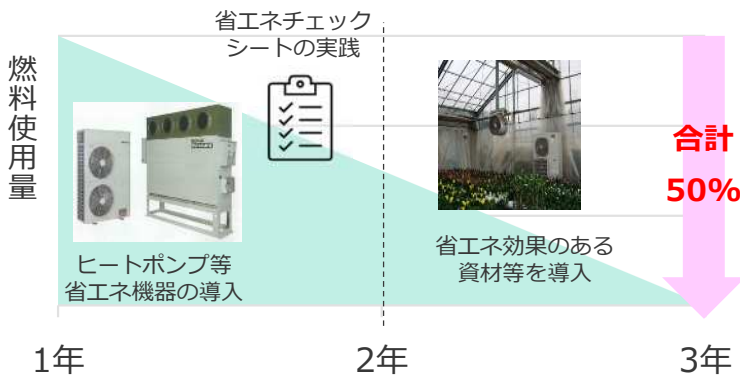 省エネチェック
シートの実践
燃料使用量
合計
50%
ヒートポンプ等
省エネ機器の導入
省エネ効果のある
資材等を導入
1年
2年
3年